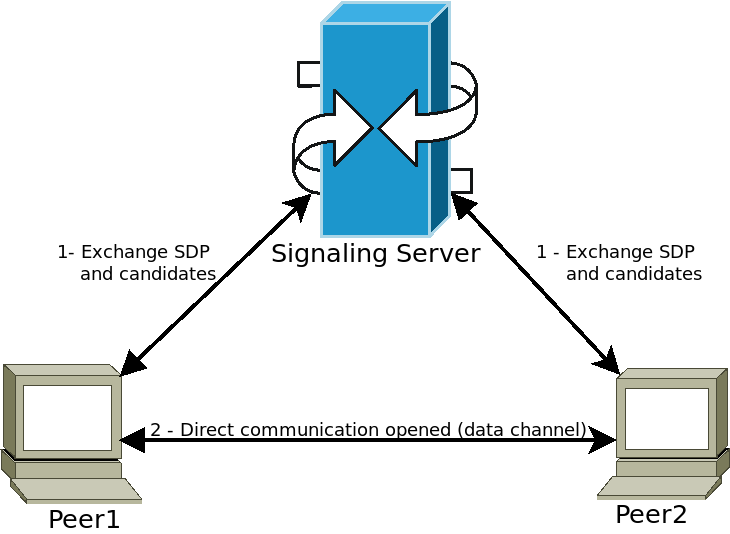 Signaling Server
1- Exchange SDP
and candidates
1 - Exchange SDP
and candidates
2 - Direct communication opened (data channel)
Peer1
Peer2